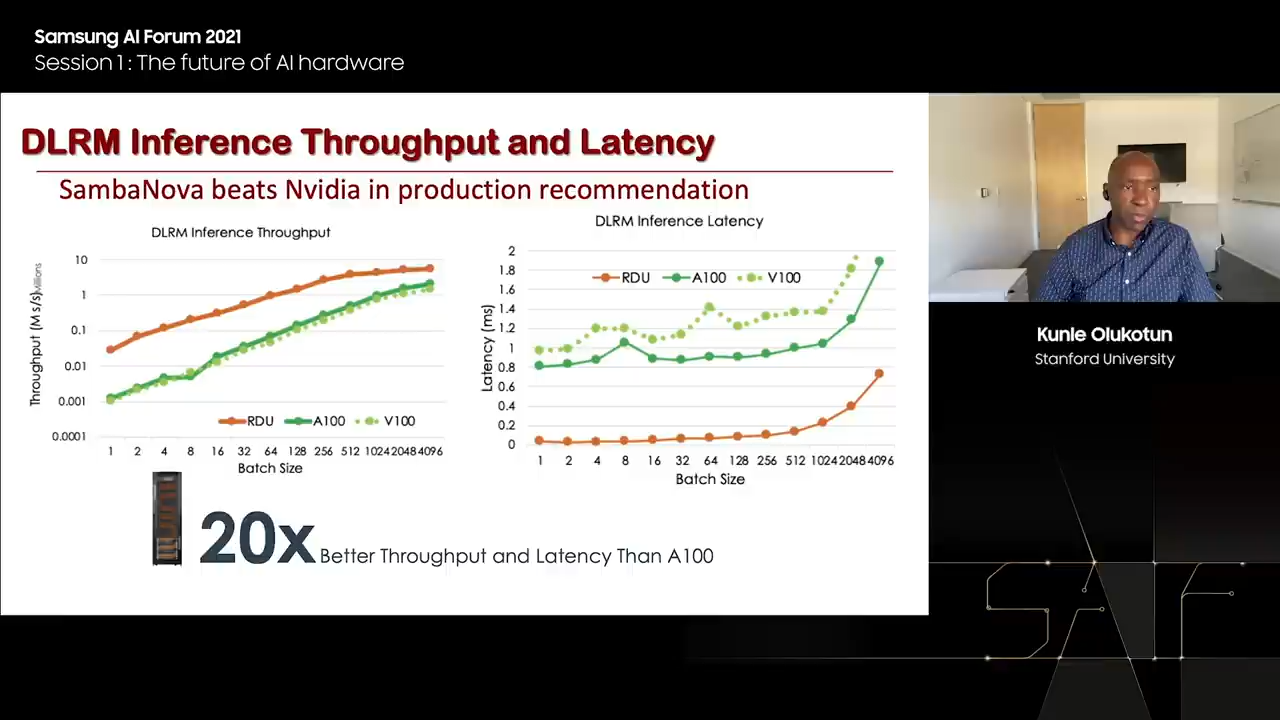 Samsung AI Forum 2021
Session 1 : The future of AI hardware
DLRM Inference Throughput and Latency
SambaNova beats Nvidia in production recommendation
DLRM Inference Throughput
Throughput (M s/s)
Millions
10
1
0.1
0.01
0.001
0.0001
RDU A100 V100
1 2 4 8 16 32 64 128 256 512 1024 2048 4096
Batch Size
DLRM Inference Latency
Latency (ms)
2
1.8
1.6
1.4
1.2
1
0.8
0.6
0.4
0.2
0
RDU A100 V100
1 2 4 8 16 32 64 128 256 512 1024 2048 4096
Batch Size
20x Better Throughput and Latency Than A100
Kunle Olukotun
Stanford University
SAIF